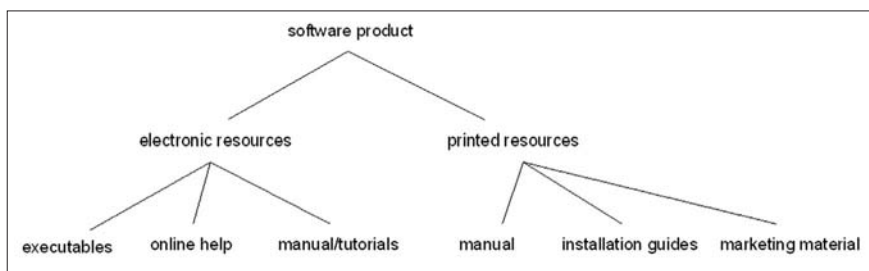 software product
electronic resources printed resources
executables online help manual/tutorials manual installation guides marketing material